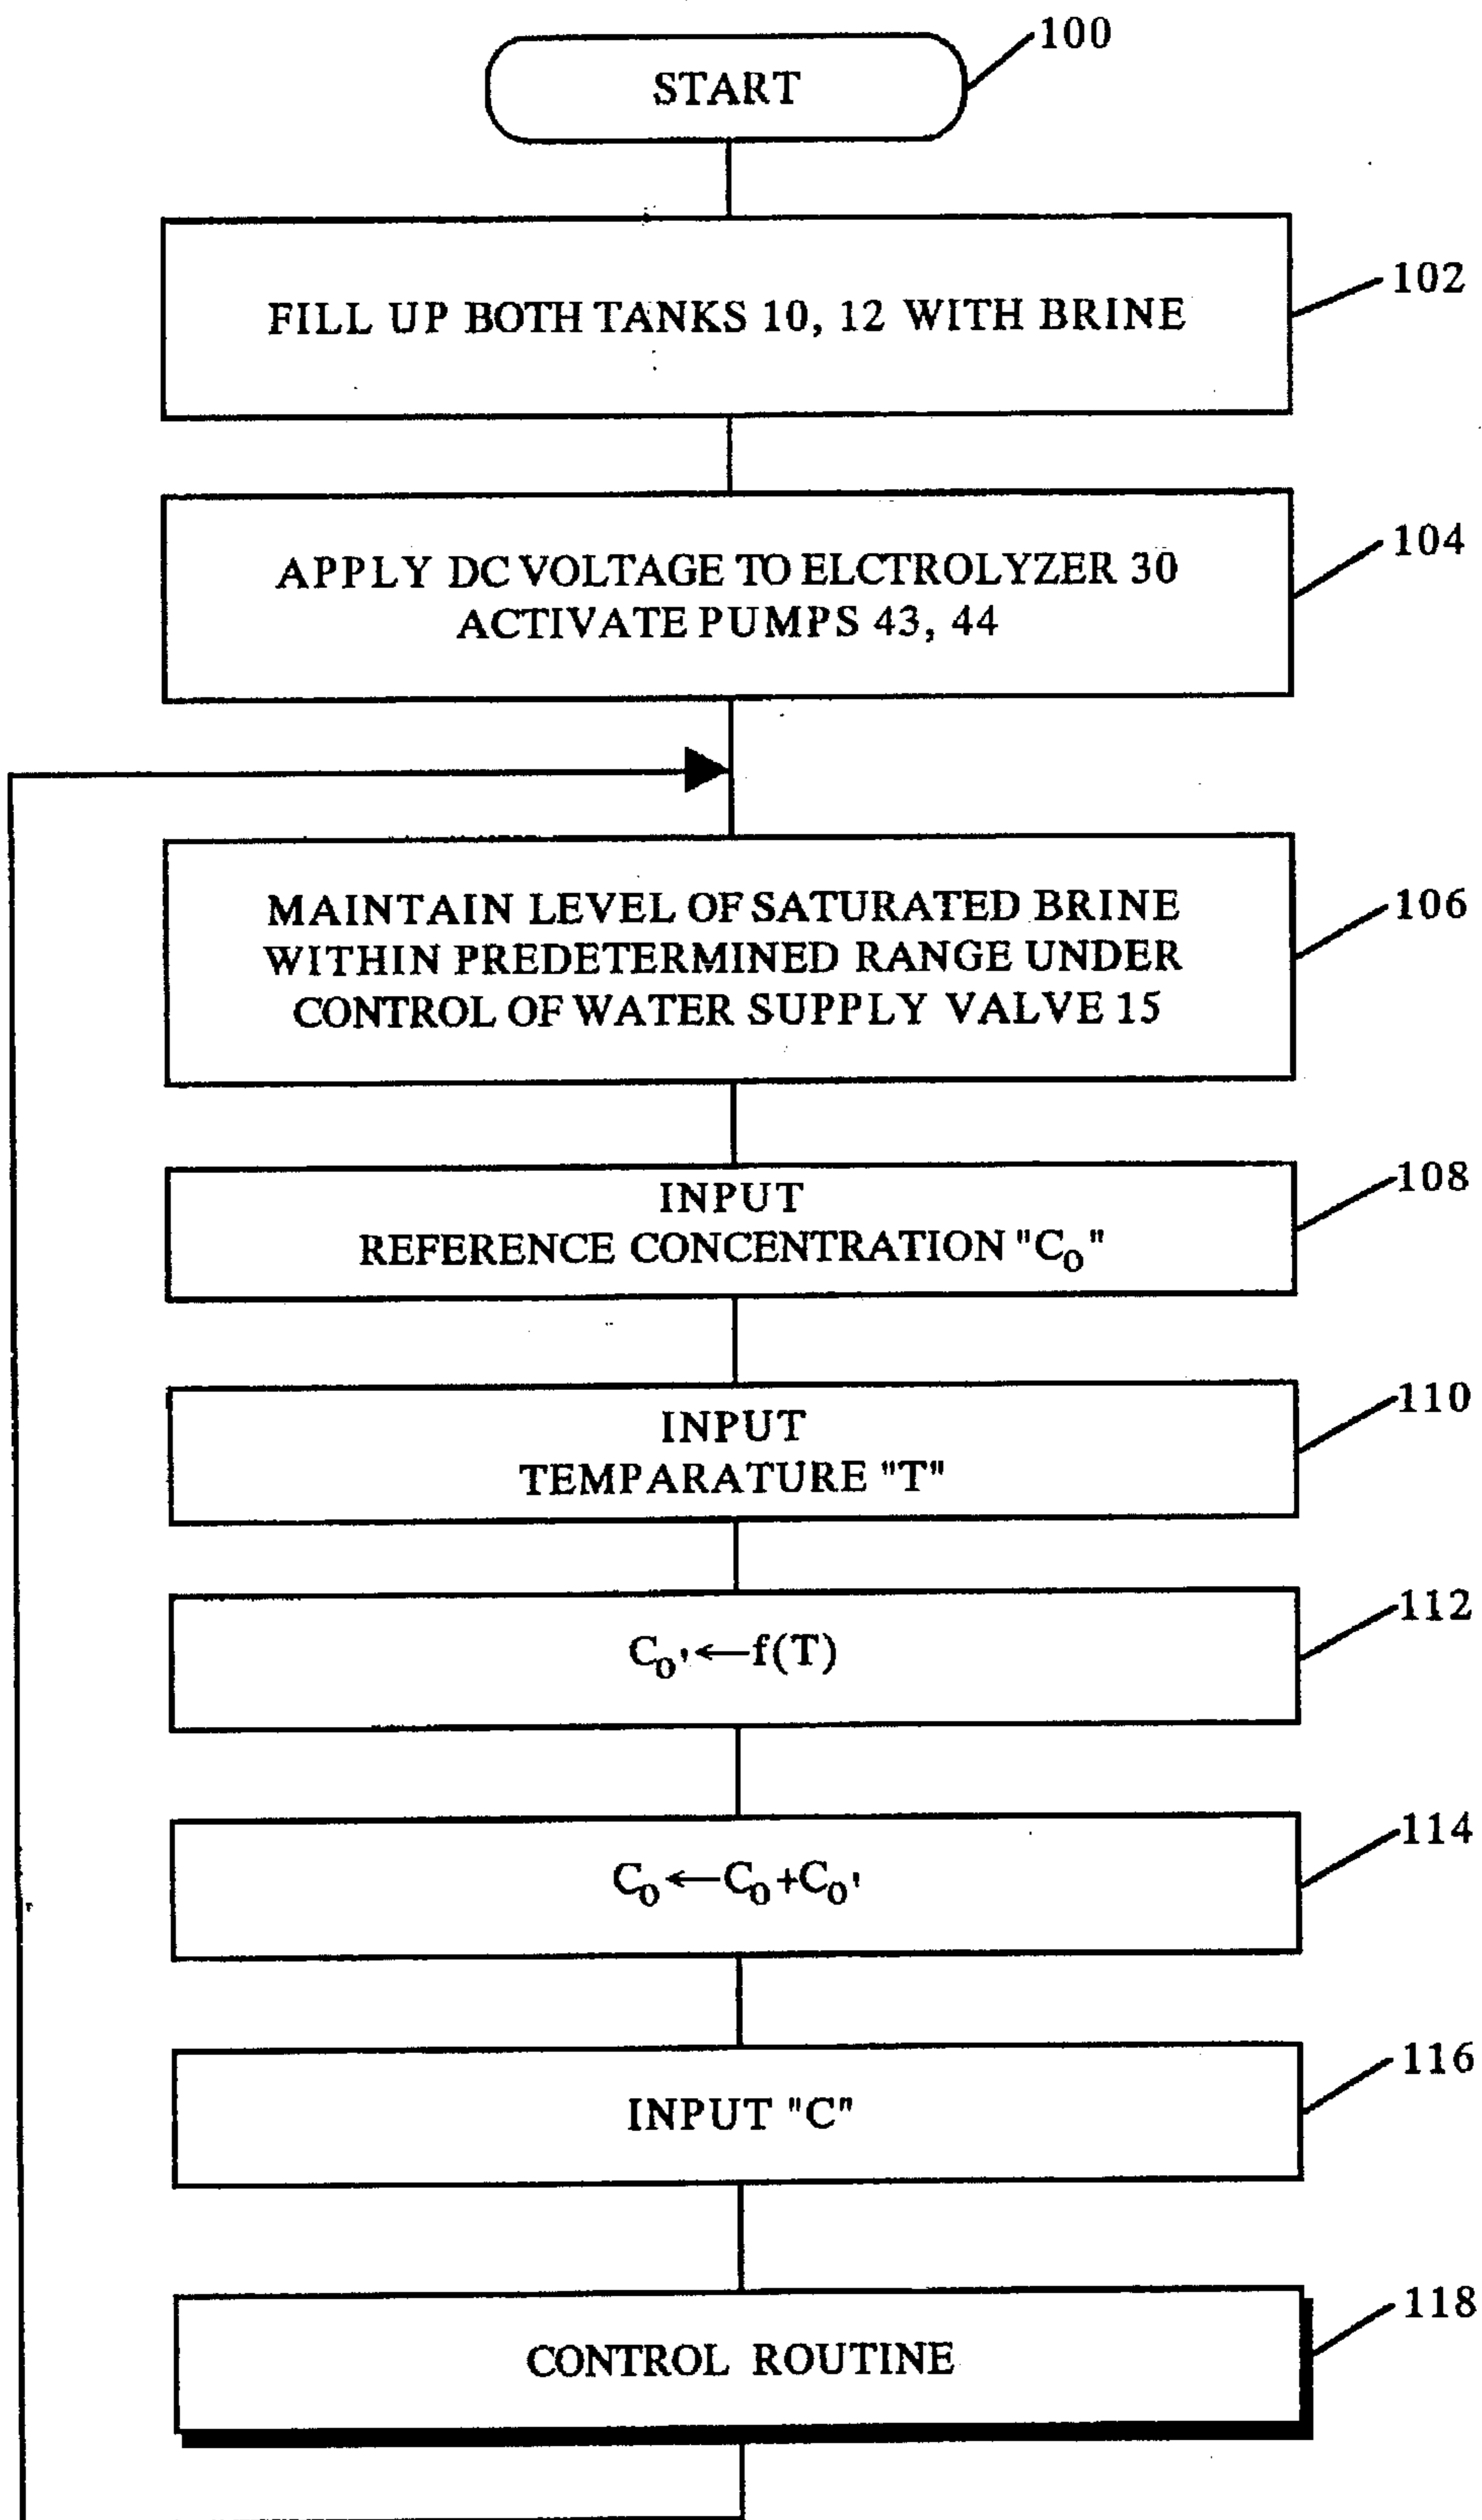 START
100
FILL UP BOTH TANKS 10, 12 WITH BRINE
102
APPLY DC VOLTAGE TO ELCTROLYZER 30
ACTIVATE PUMPS 43, 44
104
MAINTAIN LEVEL OF SATURATED BRINE
WITHIN PREDETERMINED RANGE UNDER
CONTROL OF WATER SUPPLY VALVE 15
106
INPUT
REFERENCE CONCENTRATION "C₀"
108
INPUT
TEMPARATURE "T"
110
C₀'←f(T)
112
C₀←C₀+C₀'
114
INPUT "C"
116
CONTROL ROUTINE
118